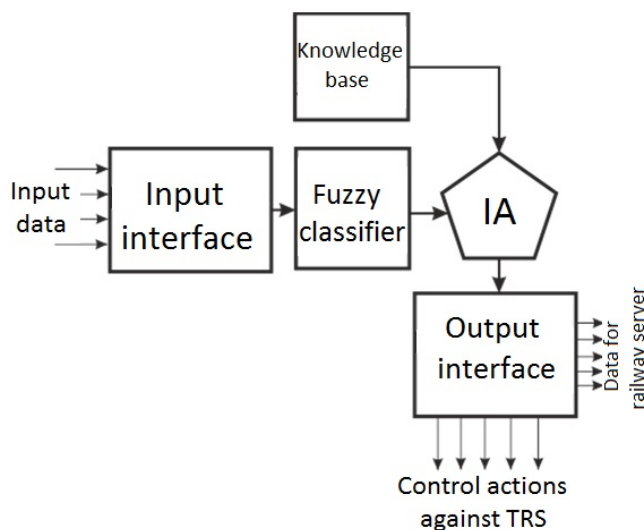 Knowledge
base
Input
data
Input
interface
Fuzzy
classifier
IA
Output
interface
Data for
railway server
Control actions
against TRS